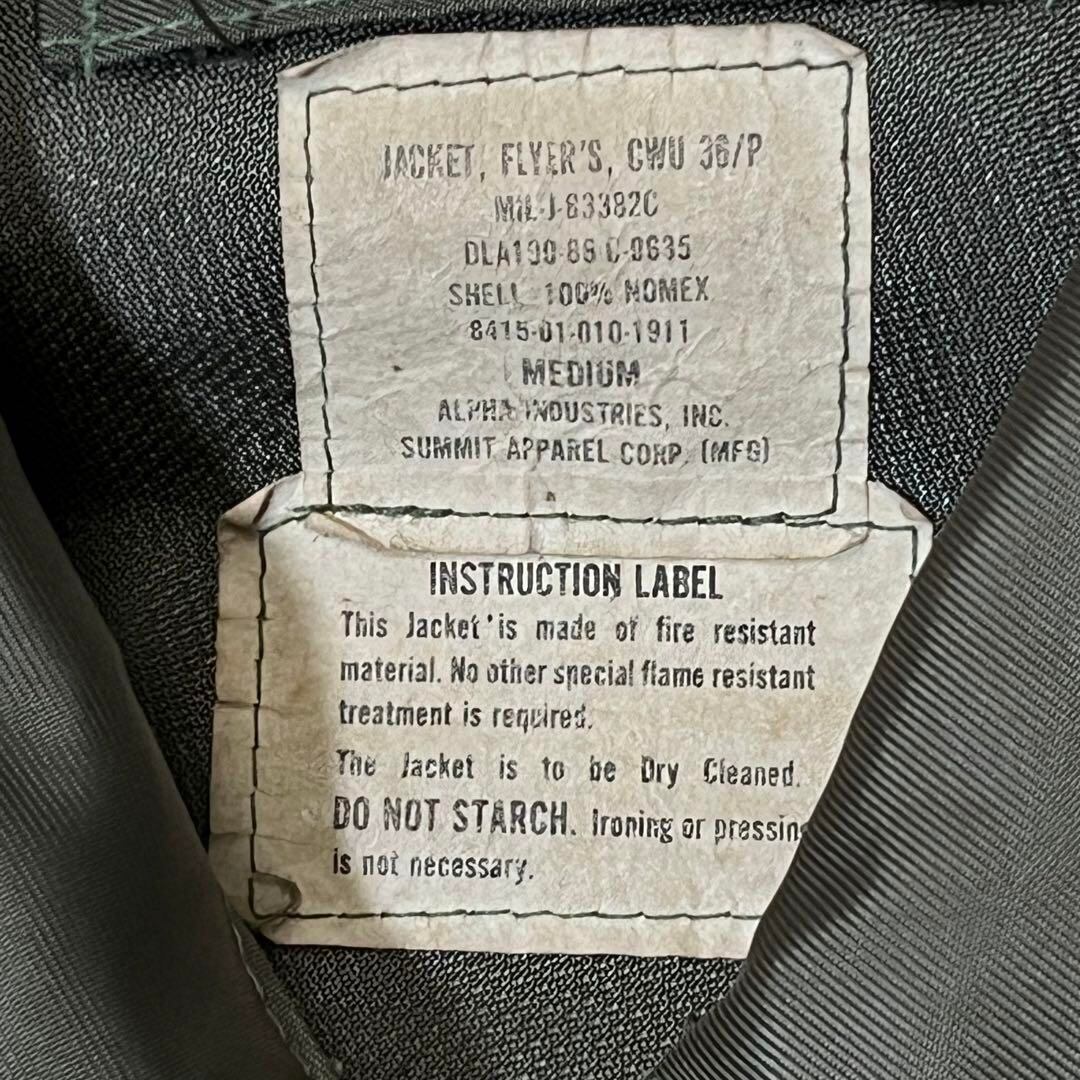 JACKET, FLYER'S, CWU 36/P
MIL-J-83382C
DLA100-86-C-0635
SHELL 100% NOMEX
8415-01-010-1911
MEDIUM
ALPHA INDUSTRIES, INC.
SUMMIT APPAREL CORP. (MFG)
INSTRUCTION LABEL
This Jacket is made of fire resistant
material. No other special flame resistant
treatment is required.
The Jacket is to be Dry Cleaned.
DO NOT STARCH. Ironing or pressing
is not necessary.